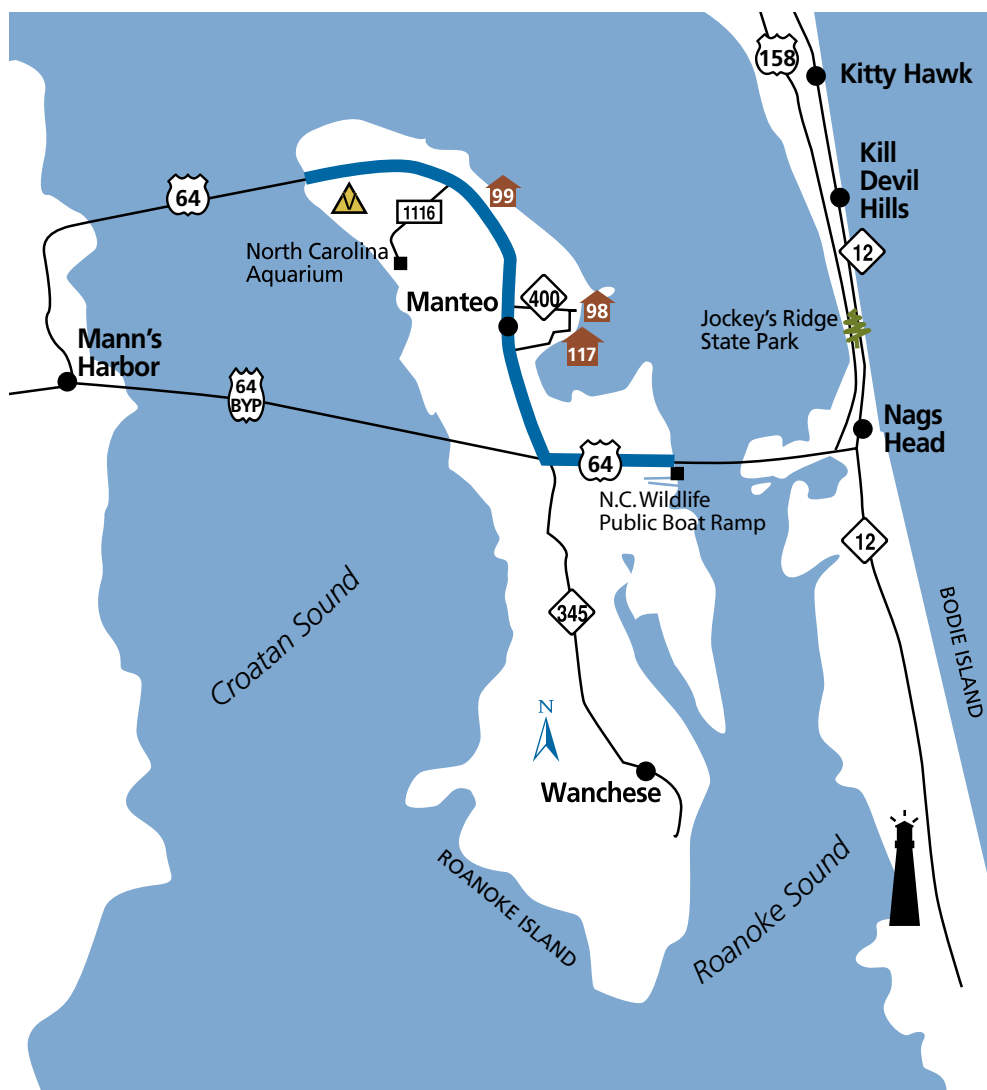 158
Kitty Hawk
Kill
Devil
Hills
64
99
1116
12
North Carolina
Aquarium
Manteo
400
98
Jockey's Ridge
State Park
Mann's
Harbor
117
64
BYP
Nags
Head
64
N.C. Wildlife
Public Boat Ramp
12
Croatan Sound
345
BODIE ISLAND
N
Wanchese
ROANOKE ISLAND
Roanoke Sound